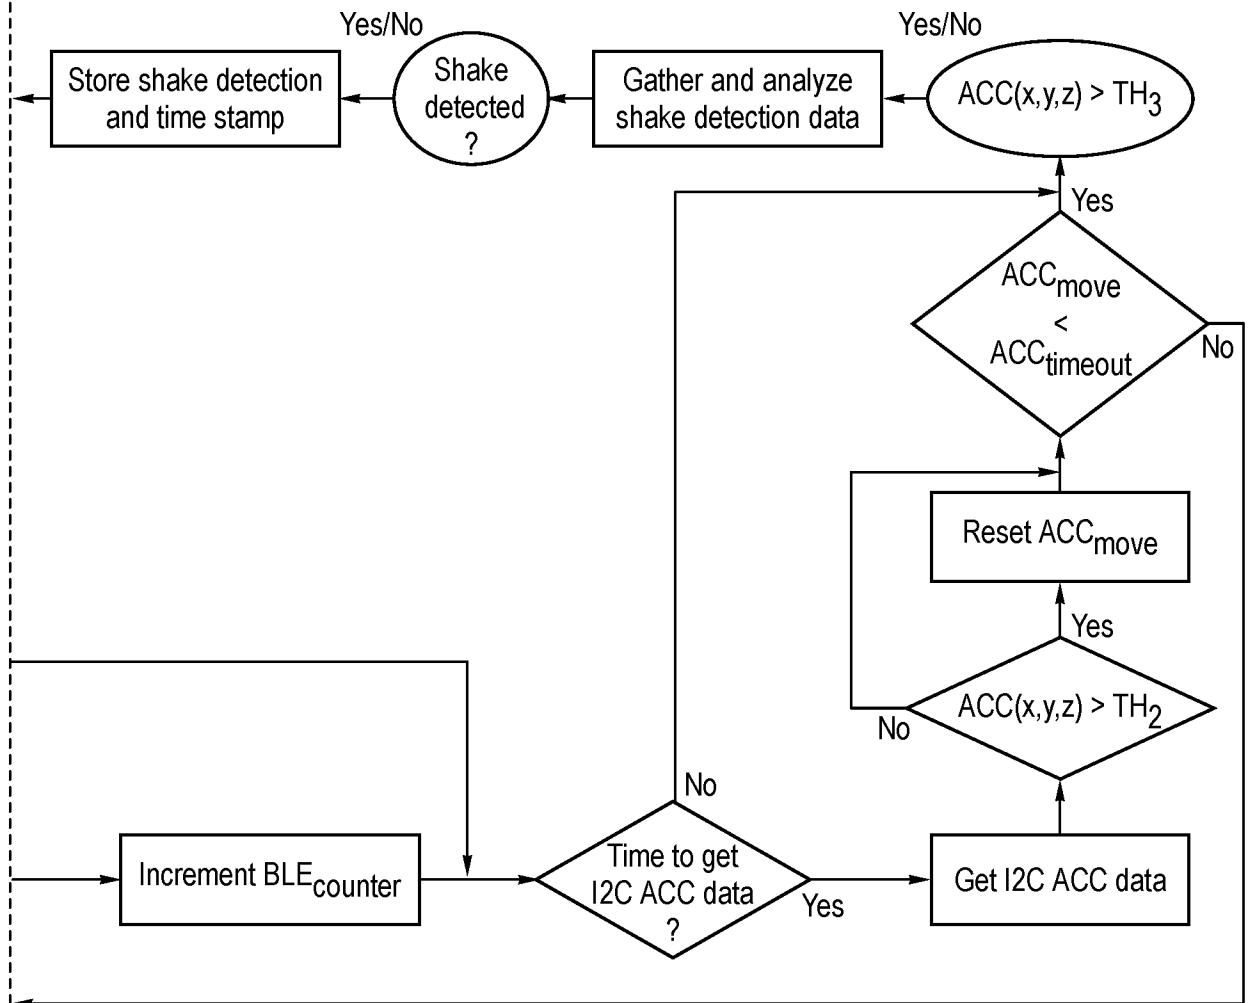 Yes/No
Yes/No
Store shake detection
and time stamp
Shake
detected
?
Gather and analyze
shake detection data
ACC(x,y,z) > TH3
Yes
ACCmove
<
ACCtimeout
No
Reset ACCmove
Yes
ACC(x,y,z) > TH2
No
No
Increment BLEcounter
Time to get
I2C ACC data
?
Yes
Get I2C ACC data